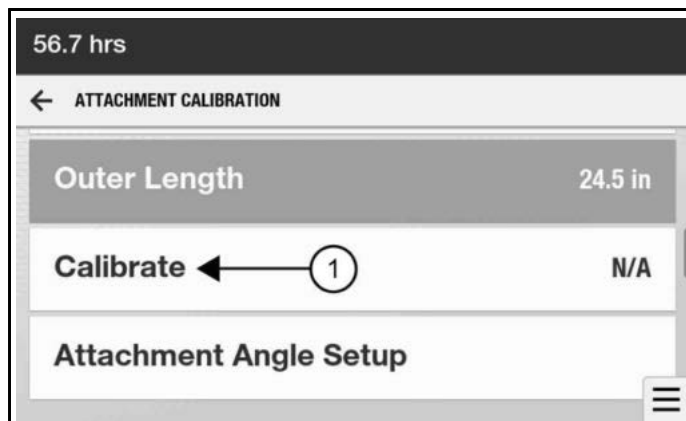 56.7 hrs
ATTACHMENT CALIBRATION
Outer Length 24.5 in
Calibrate 1 N/A
Attachment Angle Setup